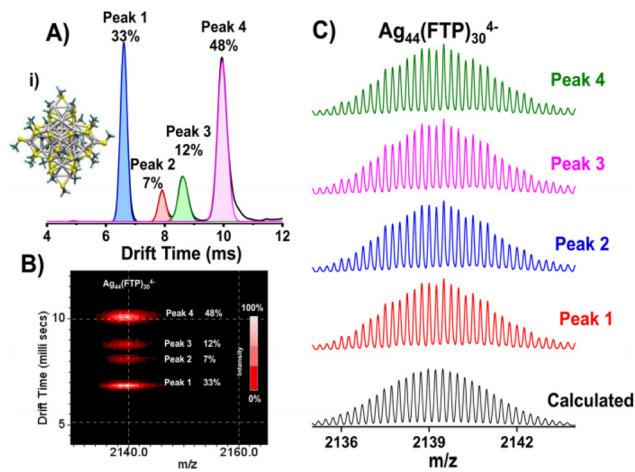 A)
Peak 1
33%
Peak 4
48%
i)
Peak 3
12%
Peak 2
7%
4 6 8 10 12
Drift Time (ms)
B)
Ag44(FTP)30 4-
Peak 4 48%
Peak 3 12%
Peak 2 7%
Peak 1 33%
100%
Intensity
0%
10
5
Drift Time (milli secs)
2140.0 2160.0
m/z
C)
Ag44(FTP)30 4-
Peak 4
Peak 3
Peak 2
Peak 1
Calculated
2136 2139 2142
m/z